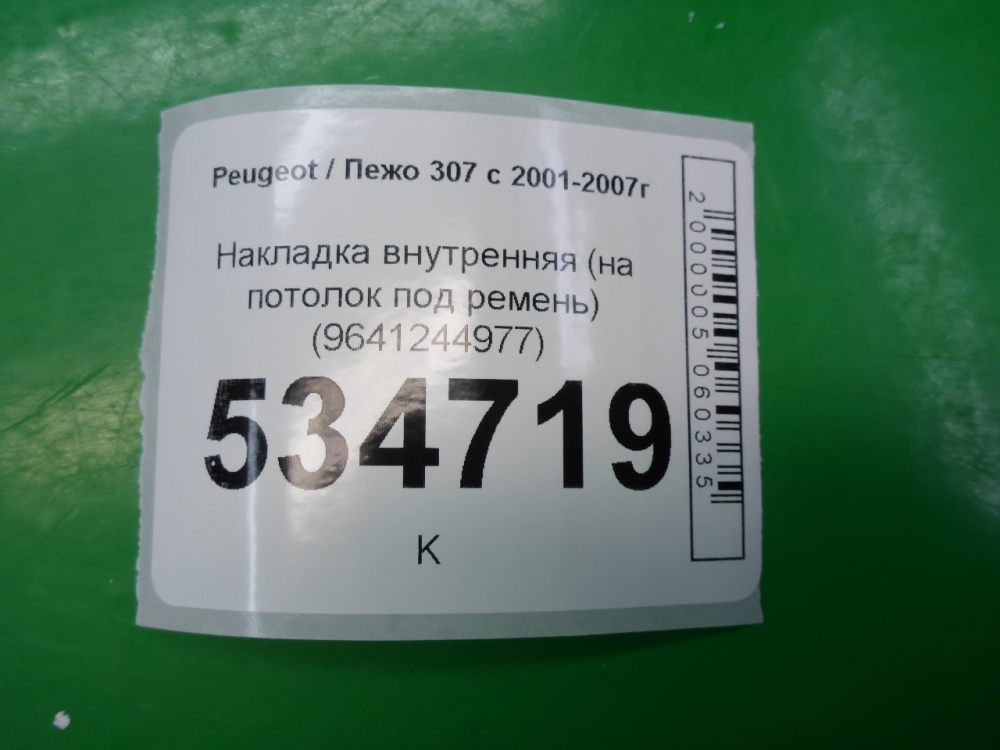 Peugeot / Пежо 307 с 2001-2007г
Накладка внутренняя (на
потолок под ремень)
(9641244977)
534719
К
2000005060335